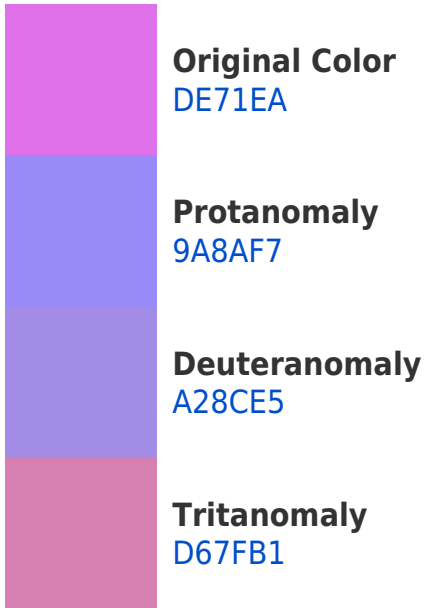 Original Color
DE71EA
Protanomaly
9A8AF7
Deuteranomaly
A28CE5
Tritanomaly
D67FB1